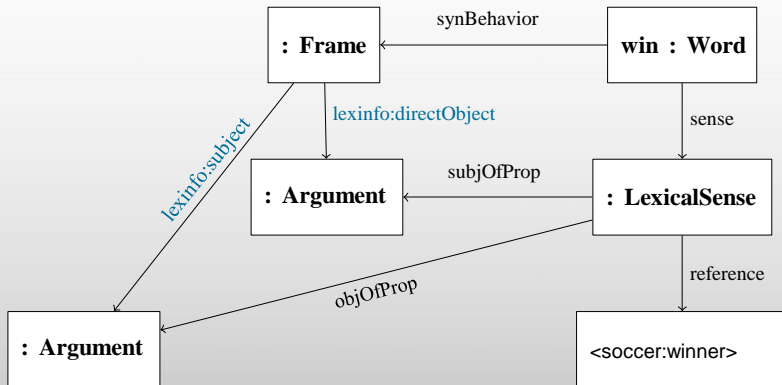 synBehavior
: Frame
win : Word
lexinfo:directObject
sense
lexinfo:subject
subjOfProp
: Argument
: LexicalSense
reference
objOfProp
: Argument
<soccer:winner>